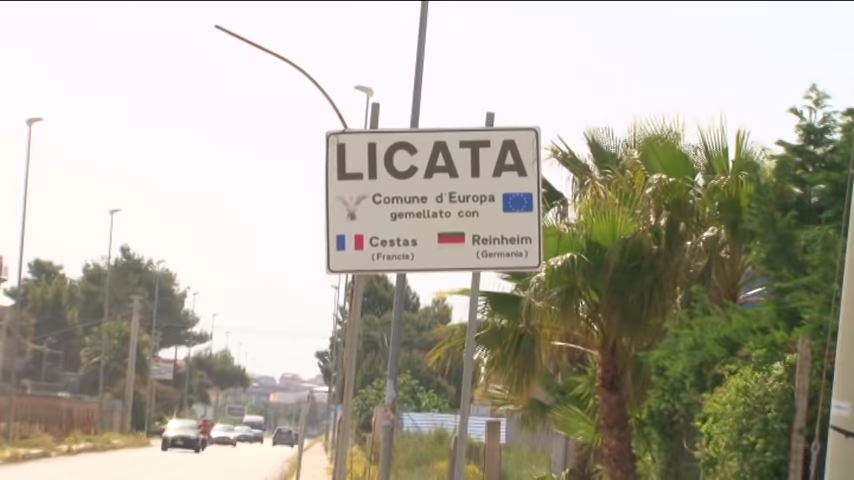 LICATA
Comune d'Europa
gemellato con
Cestas
(Francia)
Reinheim
(Germania)